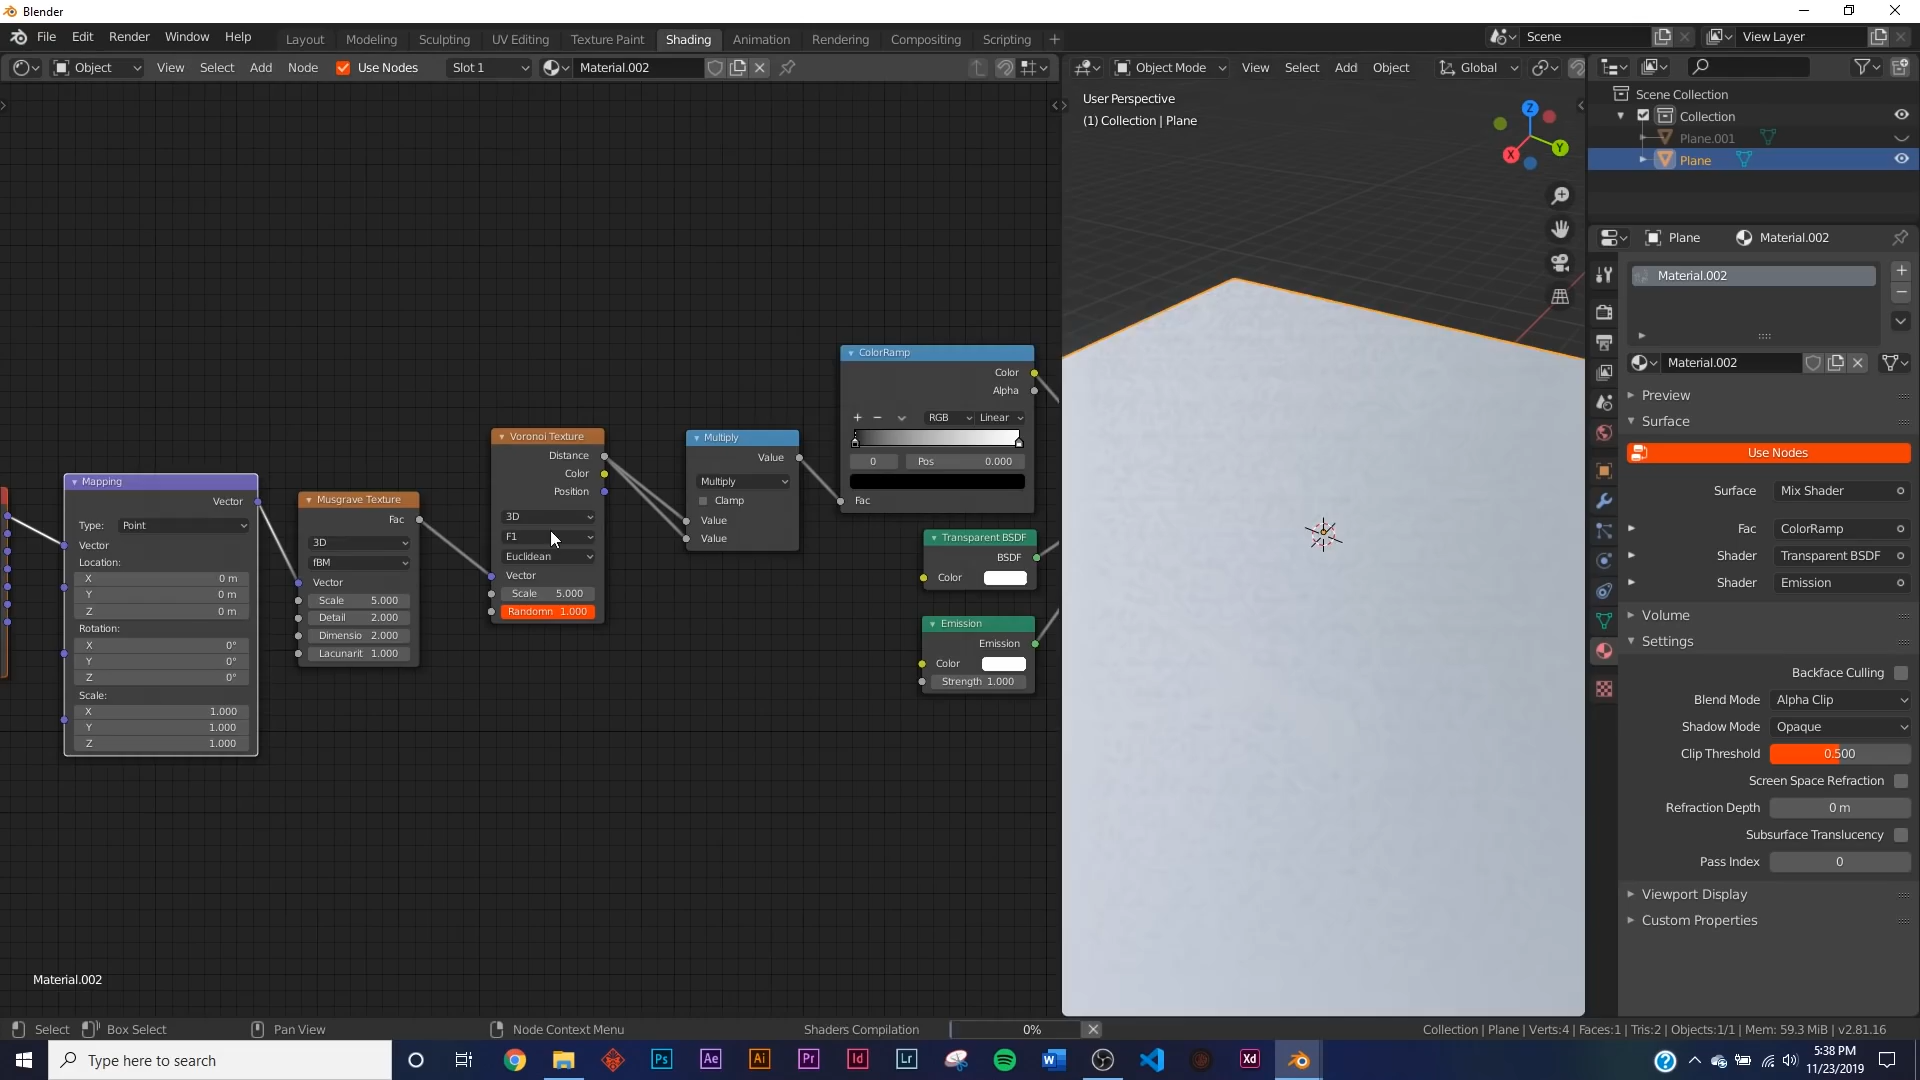 Blender
File Edit Render Window Help
Layout Modeling Sculpting UV Editing Texture Paint Shading Animation Rendering Compositing Scripting
Scene View Layer
Object View Select Add Node Use Nodes Slot 1 Material.002
Object Mode View Select Add Object Global
User Perspective
(1) Collection | Plane
Z
Y
X
Scene Collection
Collection
Plane.001
Plane
Plane Material.002
Material.002
Material.002
Preview
Surface
Use Nodes
Surface Mix Shader
Fac ColorRamp
Shader Transparent BSDF
Shader Emission
Volume
Settings
Backface Culling
Blend Mode Alpha Clip
Shadow Mode Opaque
Clip Threshold 0.500
Screen Space Refraction
Refraction Depth 0 m
Subsurface Translucency
Pass Index 0
Viewport Display
Custom Properties
Mapping
Vector
Type: Point
Vector
Location:
X 0 m
Y 0 m
Z 0 m
Rotation:
X 0°
Y 0°
Z 0°
Scale:
X 1.000
Y 1.000
Z 1.000
Musgrave Texture
Fac
3D
fBM
Vector
Scale 5.000
Detail 2.000
Dimensio 2.000
Lacunarit 1.000
Voronoi Texture
Distance
Color
Position
3D
F1
Euclidean
Vector
Scale 5.000
Randomn 1.000
Multiply
Value
Multiply
Clamp
Value
Value
ColorRamp
Color
Alpha
RGB Linear
0 Pos 0.000
Fac
Transparent BSDF
BSDF
Color
Emission
Emission
Color
Strength 1.000
Material.002
Select Box Select Pan View Node Context Menu Shaders Compilation 0%
Collection | Plane | Verts:4 | Faces:1 | Tris:2 | Objects:1/1 | Mem: 59.3 MiB | v2.81.16
Type here to search
Ps Ae Ai Pr Id Lr Xd
5:38 PM
11/23/2019